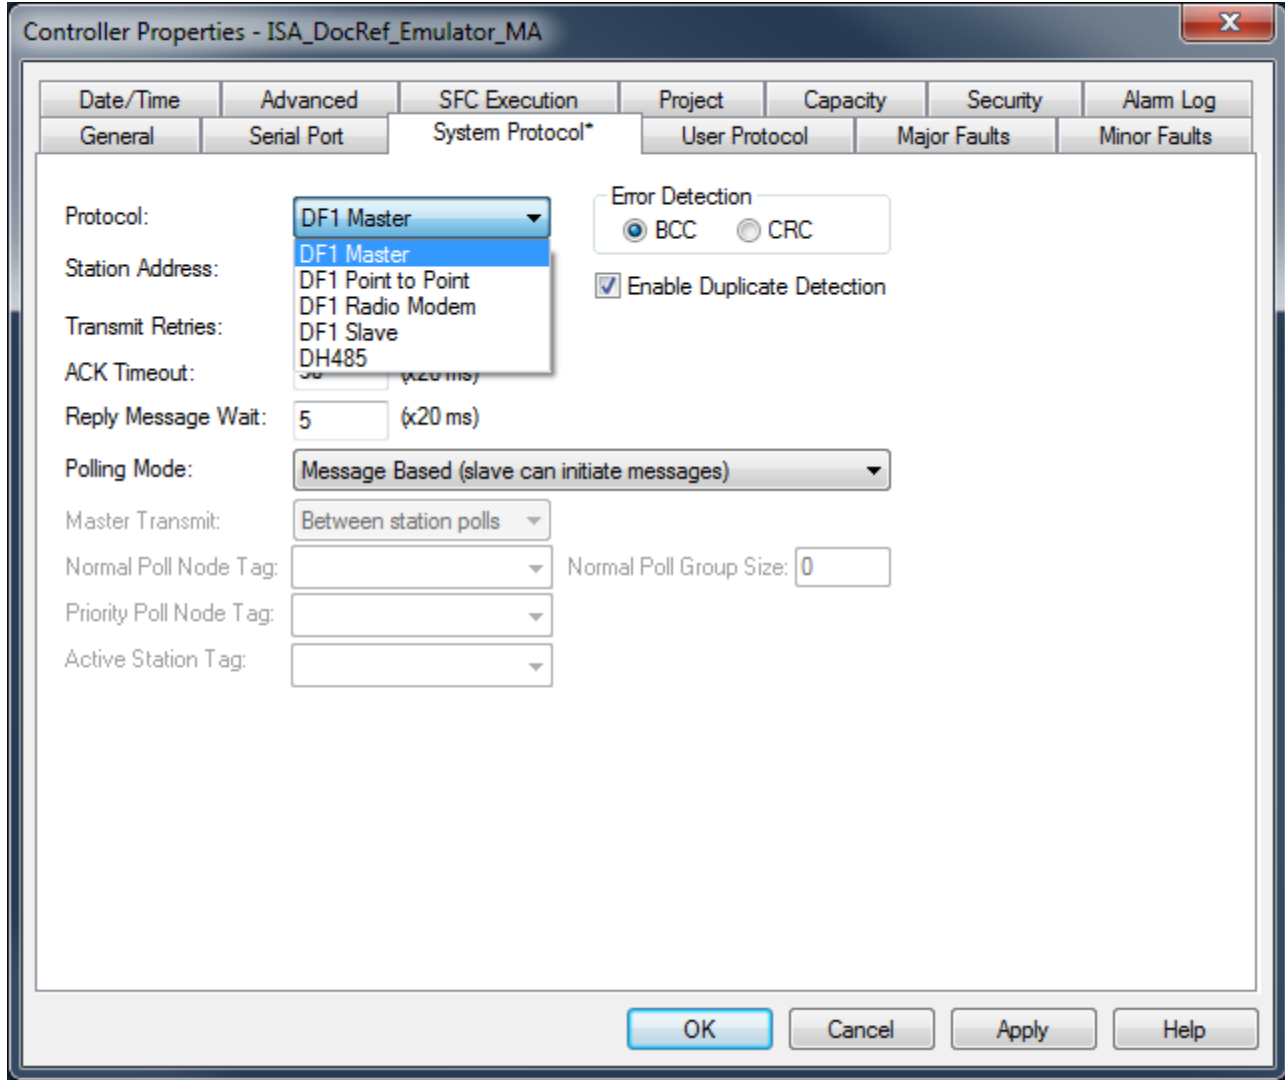 Controller Properties - ISA_DocRef_Emulator_MA
Date/Time Advanced SFC Execution Project Capacity Security Alarm Log
General Serial Port System Protocol* User Protocol Major Faults Minor Faults
Protocol: DF1 Master
Error Detection
BCC CRC
DF1 Master
DF1 Point to Point
DF1 Radio Modem
DF1 Slave
DH485
Station Address:
Enable Duplicate Detection
Transmit Retries:
ACK Timeout: (x20 ms)
Reply Message Wait: 5 (x20 ms)
Polling Mode: Message Based (slave can initiate messages)
Master Transmit: Between station polls
Normal Poll Node Tag: Normal Poll Group Size: 0
Priority Poll Node Tag:
Active Station Tag:
OK Cancel Apply Help